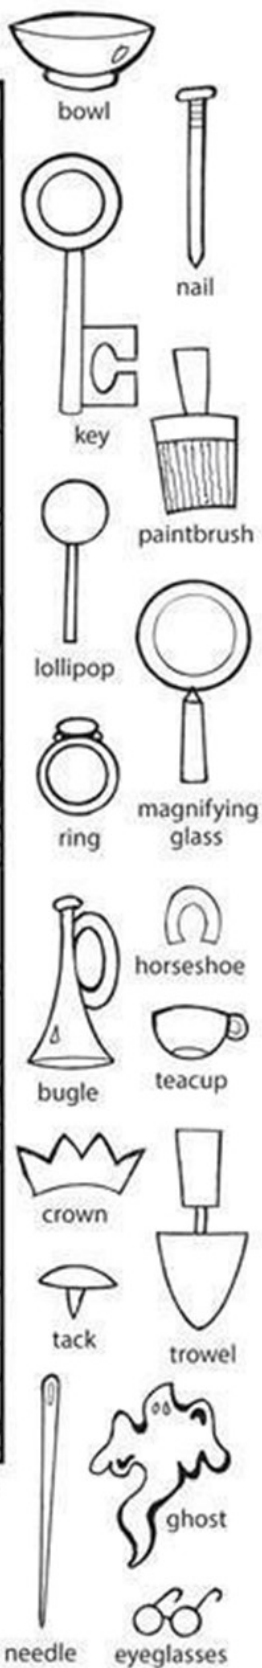 bowl
nail
key
paintbrush
lollipop
magnifying
glass
ring
horseshoe
bugle
teacup
crown
tack
trowel
ghost
needle
eyeglasses